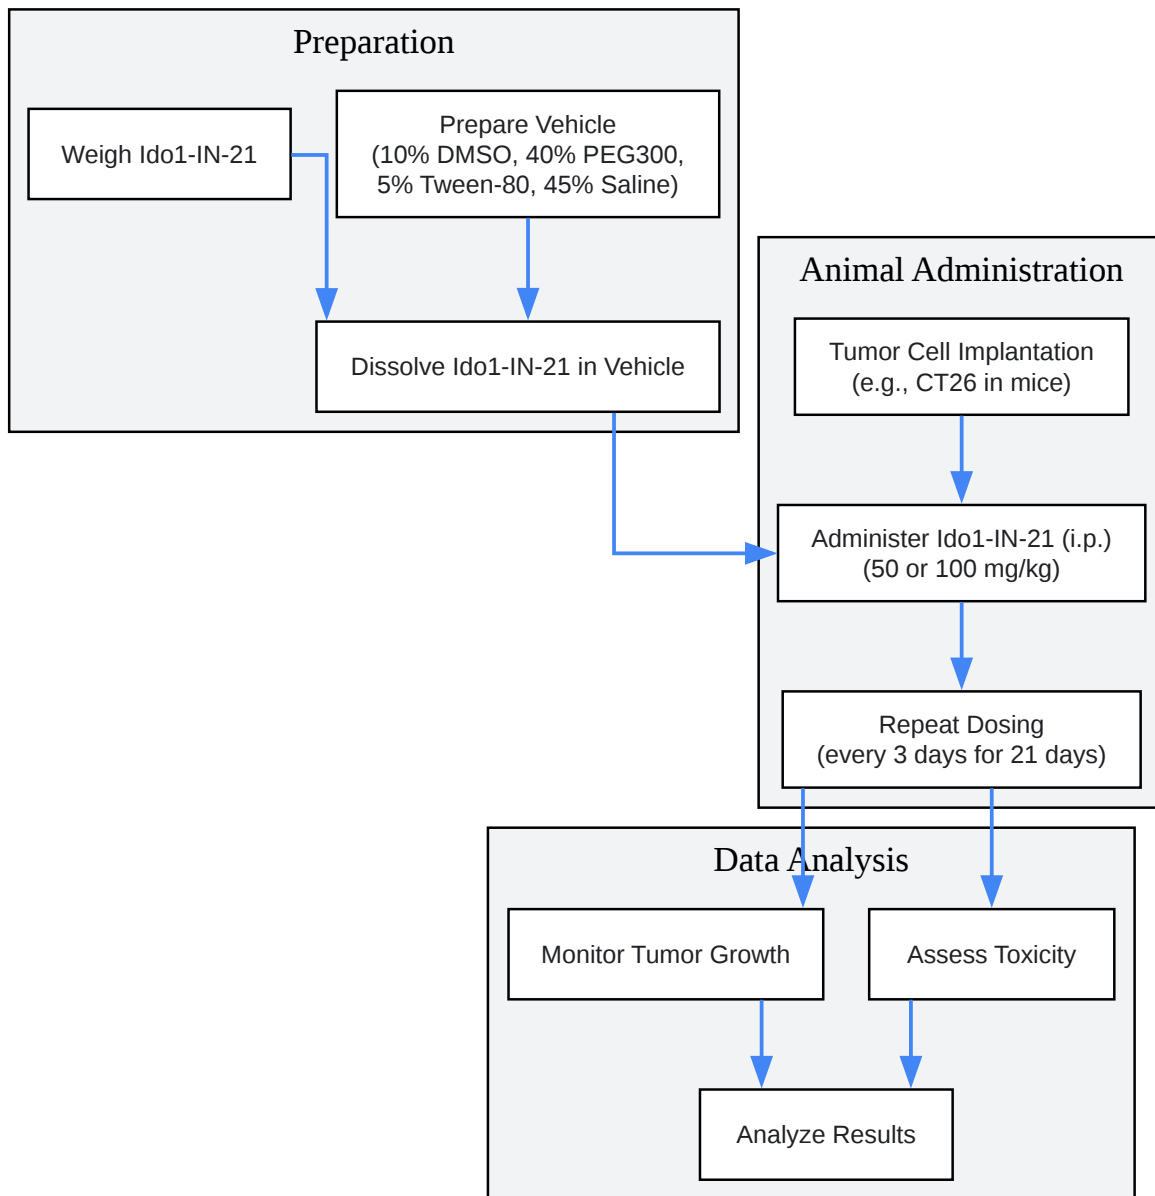 Preparation
Weigh Ido1-IN-21
Prepare Vehicle
(10% DMSO, 40% PEG300,
5% Tween-80, 45% Saline)
Dissolve Ido1-IN-21 in Vehicle
Animal Administration
Tumor Cell Implantation
(e.g., CT26 in mice)
Administer Ido1-IN-21 (i.p.)
(50 or 100 mg/kg)
Repeat Dosing
(every 3 days for 21 days)
Data Analysis
Monitor Tumor Growth
Assess Toxicity
Analyze Results